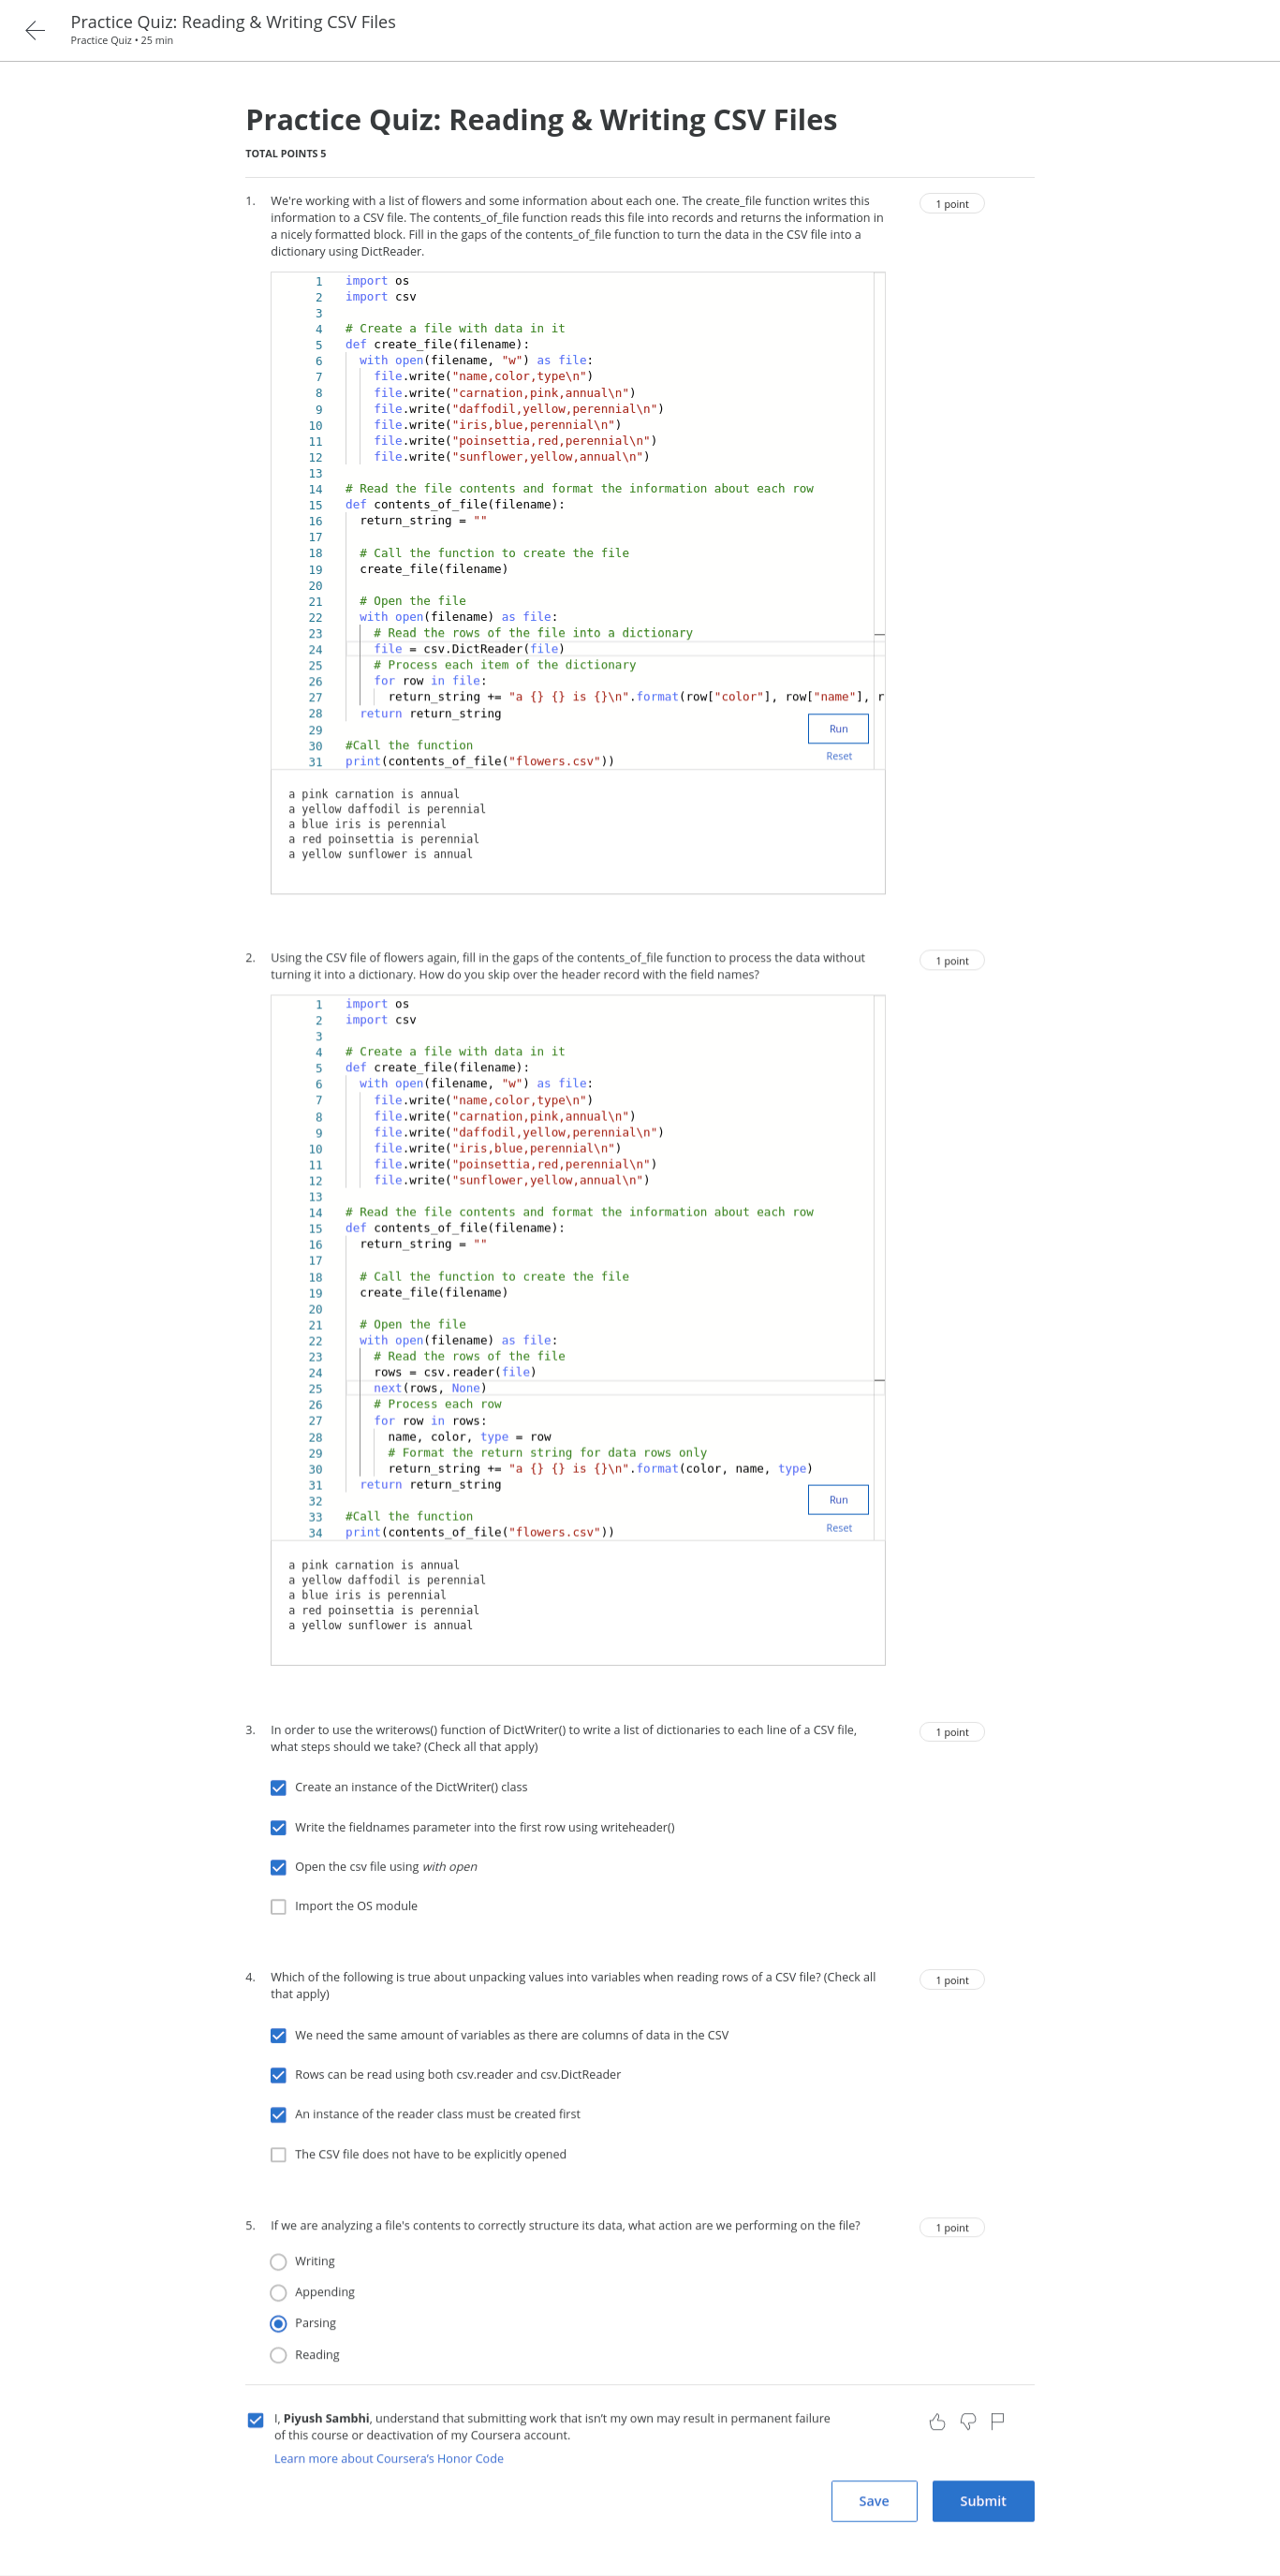 Practice Quiz: Reading & Writing CSV Files
Practice Quiz • 25 min
Practice Quiz: Reading & Writing CSV Files
TOTAL POINTS 5
1. We're working with a list of flowers and some information about each one. The create_file function writes this
information to a CSV file. The contents_of_file function reads this file into records and returns the information in
a nicely formatted block. Fill in the gaps of the contents_of_file function to turn the data in the CSV file into a
dictionary using DictReader.
1 point
1 import os
2 import csv
3
4 # Create a file with data in it
5 def create_file(filename):
6   with open(filename, "w") as file:
7     file.write("name,color,type\n")
8     file.write("carnation,pink,annual\n")
9     file.write("daffodil,yellow,perennial\n")
10     file.write("iris,blue,perennial\n")
11     file.write("poinsettia,red,perennial\n")
12     file.write("sunflower,yellow,annual\n")
13
14 # Read the file contents and format the information about each row
15 def contents_of_file(filename):
16   return_string = ""
17
18   # Call the function to create the file
19   create_file(filename)
20
21   # Open the file
22   with open(filename) as file:
23     # Read the rows of the file into a dictionary
24     file = csv.DictReader(file)
25     # Process each item of the dictionary
26     for row in file:
27       return_string += "a {} {} is {}\n".format(row["color"], row["name"], r
28   return return_string
29
30 #Call the function
31 print(contents_of_file("flowers.csv"))
Run
Reset
a pink carnation is annual
a yellow daffodil is perennial
a blue iris is perennial
a red poinsettia is perennial
a yellow sunflower is annual
2. Using the CSV file of flowers again, fill in the gaps of the contents_of_file function to process the data without
turning it into a dictionary. How do you skip over the header record with the field names?
1 point
1 import os
2 import csv
3
4 # Create a file with data in it
5 def create_file(filename):
6   with open(filename, "w") as file:
7     file.write("name,color,type\n")
8     file.write("carnation,pink,annual\n")
9     file.write("daffodil,yellow,perennial\n")
10     file.write("iris,blue,perennial\n")
11     file.write("poinsettia,red,perennial\n")
12     file.write("sunflower,yellow,annual\n")
13
14 # Read the file contents and format the information about each row
15 def contents_of_file(filename):
16   return_string = ""
17
18   # Call the function to create the file
19   create_file(filename)
20
21   # Open the file
22   with open(filename) as file:
23     # Read the rows of the file
24     rows = csv.reader(file)
25     next(rows, None)
26     # Process each row
27     for row in rows:
28       name, color, type = row
29       # Format the return string for data rows only
30       return_string += "a {} {} is {}\n".format(color, name, type)
31   return return_string
32
33 #Call the function
34 print(contents_of_file("flowers.csv"))
Run
Reset
a pink carnation is annual
a yellow daffodil is perennial
a blue iris is perennial
a red poinsettia is perennial
a yellow sunflower is annual
3. In order to use the writerows() function of DictWriter() to write a list of dictionaries to each line of a CSV file,
what steps should we take? (Check all that apply)
1 point
Create an instance of the DictWriter() class
Write the fieldnames parameter into the first row using writeheader()
Open the csv file using with open
Import the OS module
4. Which of the following is true about unpacking values into variables when reading rows of a CSV file? (Check all
that apply)
1 point
We need the same amount of variables as there are columns of data in the CSV
Rows can be read using both csv.reader and csv.DictReader
An instance of the reader class must be created first
The CSV file does not have to be explicitly opened
5. If we are analyzing a file's contents to correctly structure its data, what action are we performing on the file?
1 point
Writing
Appending
Parsing
Reading
I, Piyush Sambhi, understand that submitting work that isn't my own may result in permanent failure
of this course or deactivation of my Coursera account.
Learn more about Coursera's Honor Code
Save
Submit